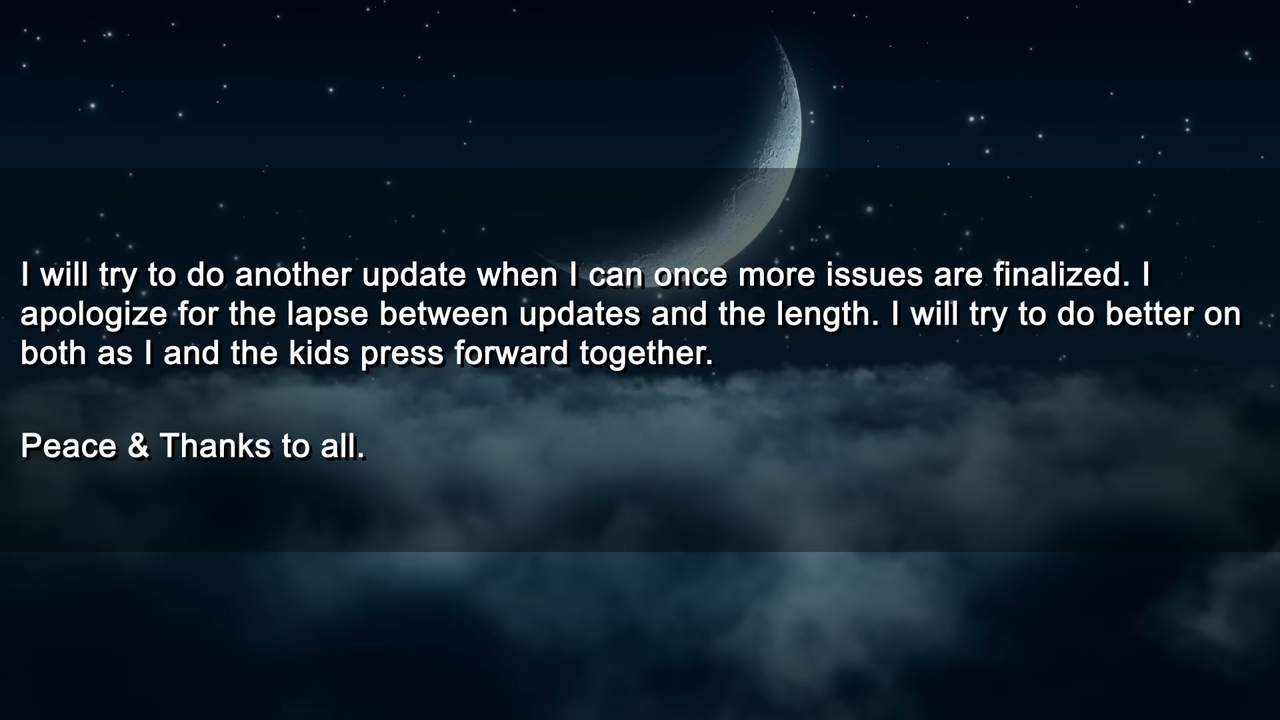 I will try to do another update when I can once more issues are finalized. I
apologize for the lapse between updates and the length. I will try to do better on
both as I and the kids press forward together.
Peace & Thanks to all.